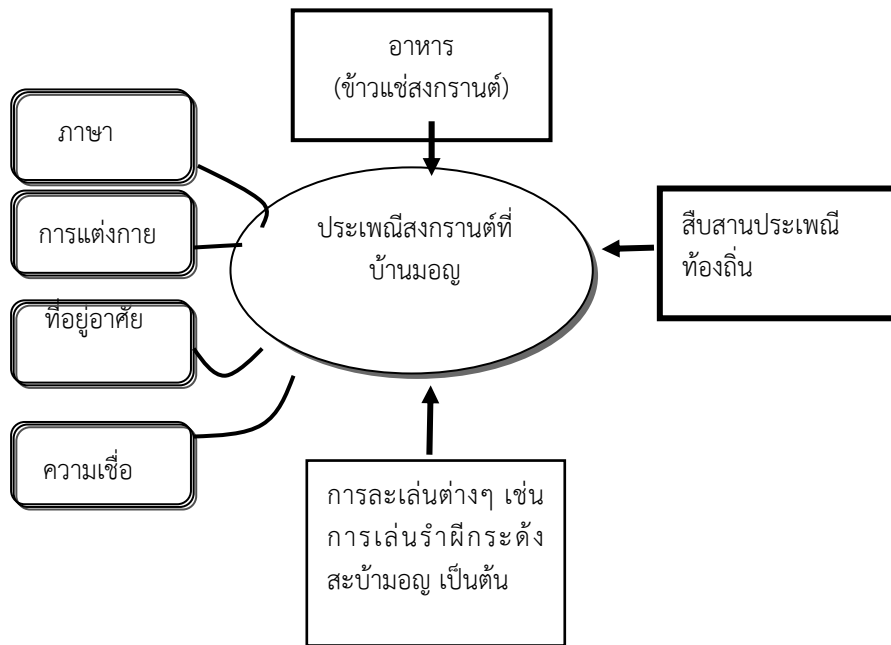 อาหาร
(ข้าวแช่สงกรานต์)
ภาษา
การแต่งกาย
ที่อยู่อาศัย
ความเชื่อ
ประเพณีสงกรานต์ที่
บ้านมอญ
สืบสานประเพณี
ท้องถิ่น
การละเล่นต่างๆ เช่น
การเล่นรำผีกระด้ง
สะบ้ามอญ เป็นต้น